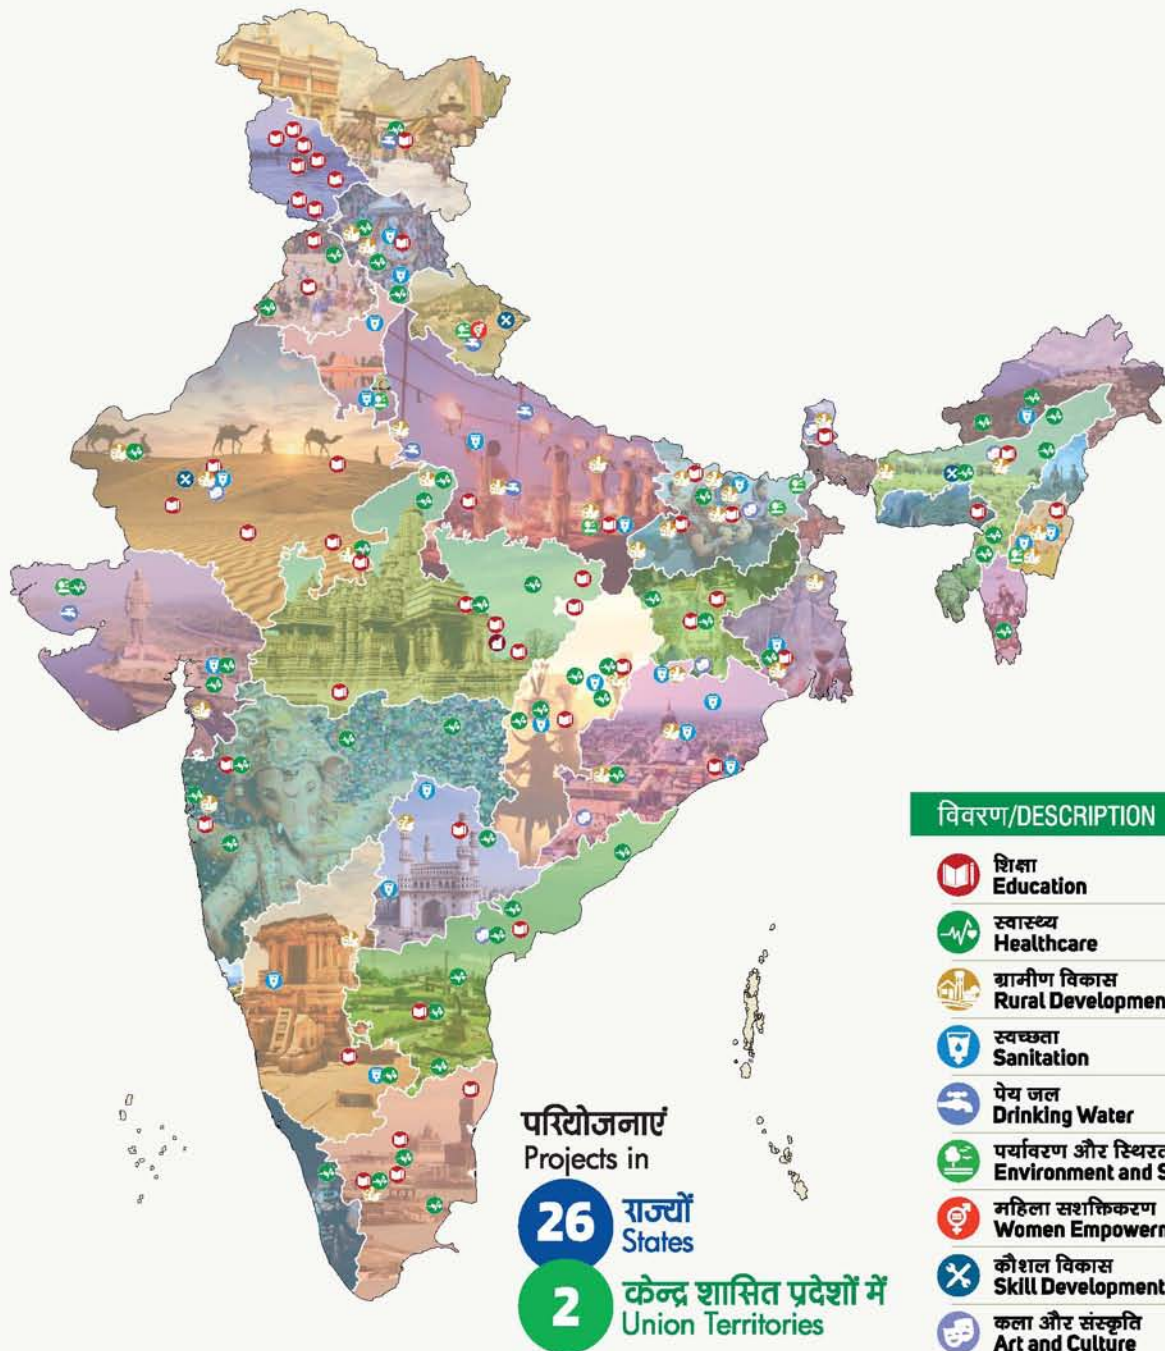 परियोजनाएं
Projects in
26 राज्यों
States
2 केन्द्र शासित प्रदेशों में
Union Territories
विवरण/DESCRIPTION
शिक्षा
Education
स्वास्थ्य
Healthcare
ग्रामीण विकास
Rural Developmen
स्वच्छता
Sanitation
पेय जल
Drinking Water
पर्यावरण और स्थिरत
Environment and S
महिला सशक्तिकरण
Women Empowerm
कौशल विकास
Skill Development
कला और संस्कृति
Art and Culture